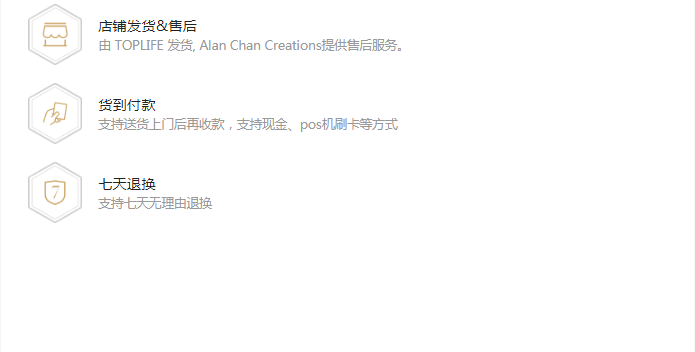 店铺发货&售后
由 TOPLIFE 发货, Alan Chan Creations提供售后服务。
货到付款
支持送货上门后再收款，支持现金、pos机刷卡等方式
7
七天退换
支持七天无理由退换